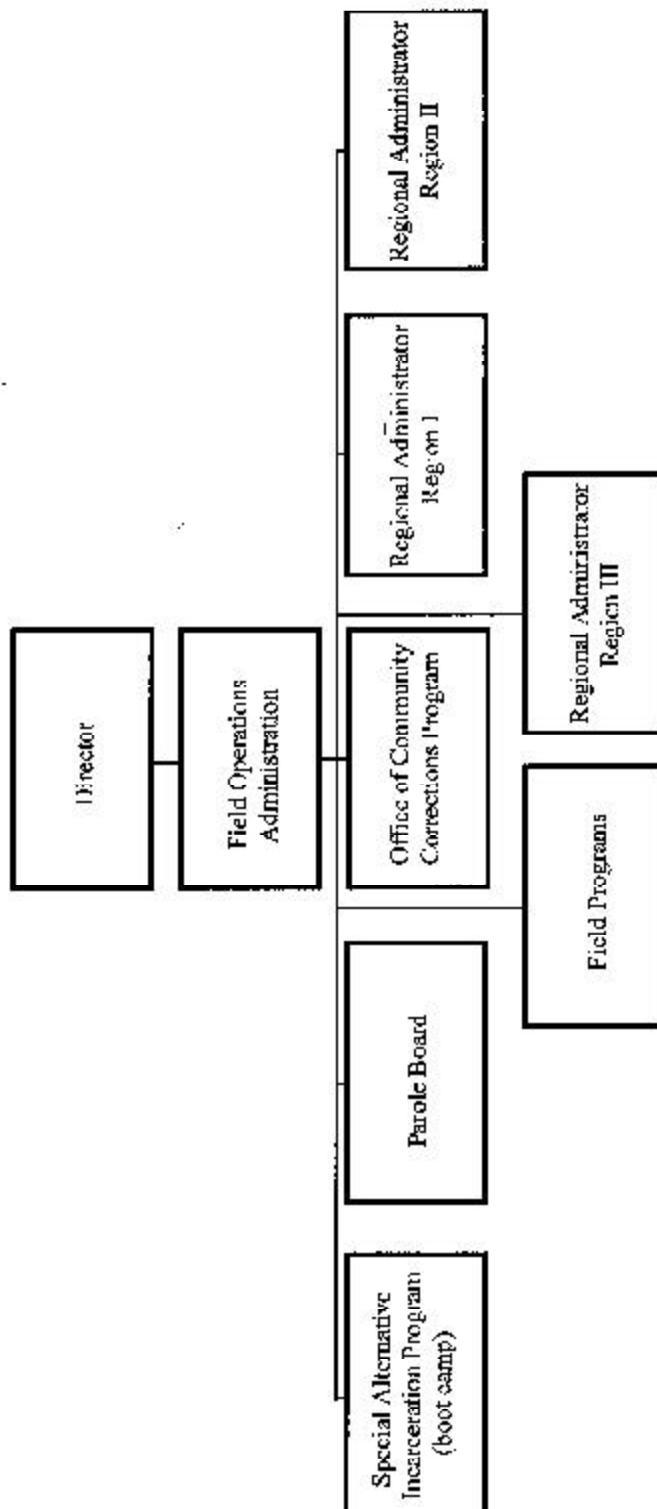 Director
Field Operations
Administration
Special Alternative
Incarceration Program
(boot camp)
Parole Board
Office of Community
Corrections Program
Regional Administrator
Region I
Regional Administrator
Region II
Field Programs
Regional Administrator
Region III